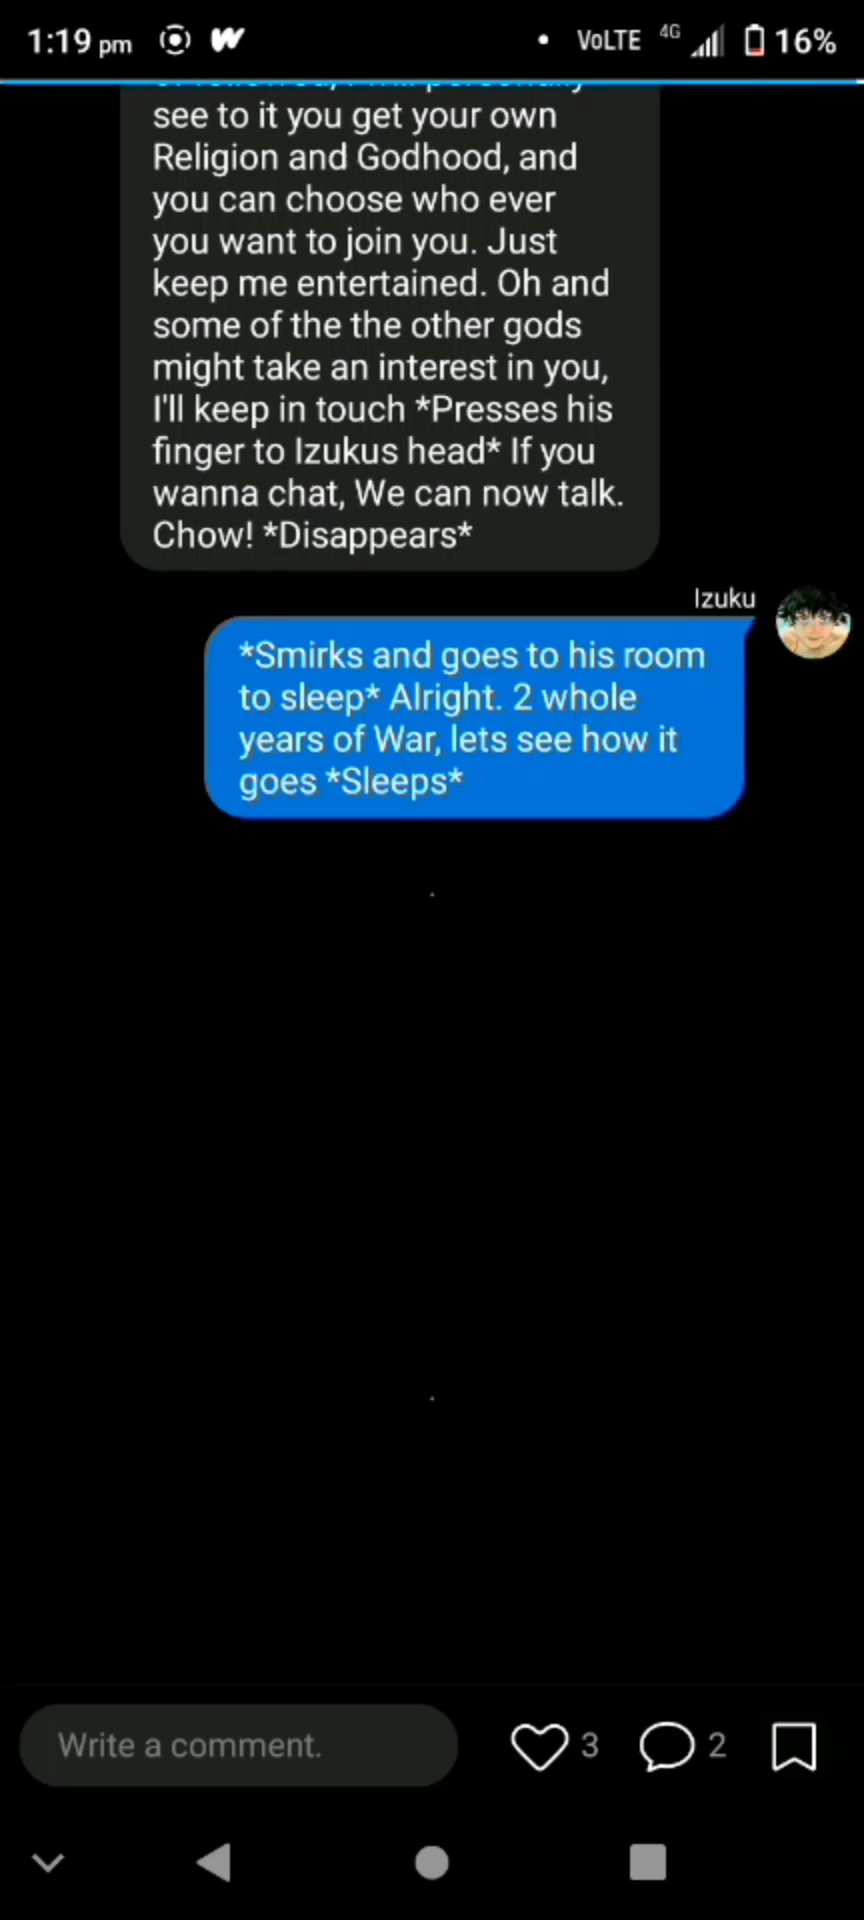 1:19 pm VoLTE 4G 16%
see to it you get your own
Religion and Godhood, and
you can choose who ever
you want to join you. Just
keep me entertained. Oh and
some of the the other gods
might take an interest in you,
I'll keep in touch *Presses his
finger to Izukus head* If you
wanna chat, We can now talk.
Chow! *Disappears*
Izuku
*Smirks and goes to his room
to sleep* Alright. 2 whole
years of War, lets see how it
goes *Sleeps*
Write a comment.
3
2